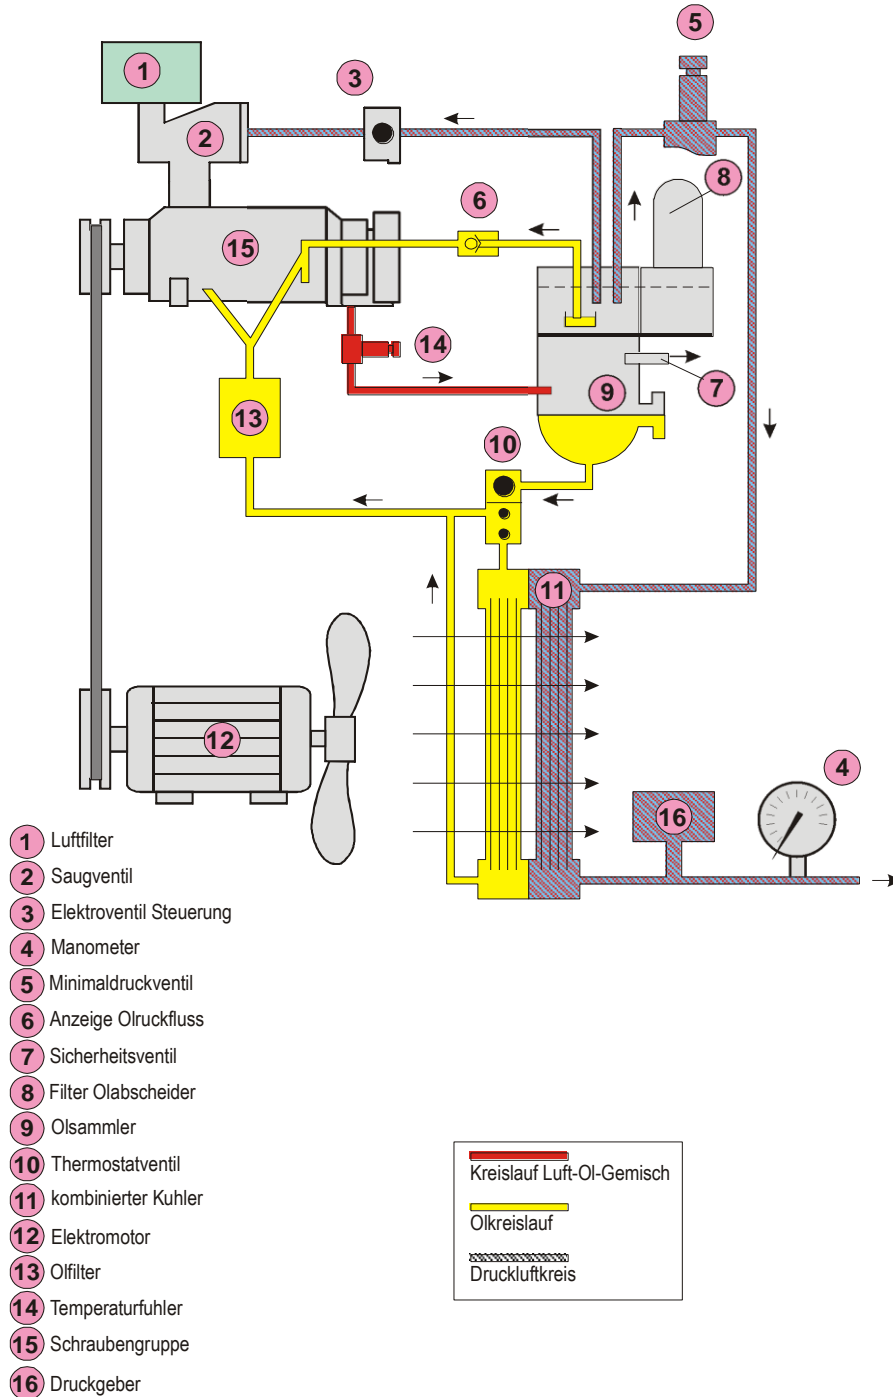 5
1
3
2
8
6
15
14
7
9
13
10
11
12
4
16
1 Luftfilter
2 Saugventil
3 Elektroventil Steuerung
4 Manometer
5 Minimaldruckventil
6 Anzeige Olruckfluss
7 Sicherheitsventil
8 Filter Olabscheider
9 Olsammler
10 Thermostatventil
11 kombinierter Kuhler
12 Elektromotor
13 Olfilter
14 Temperaturfuhler
15 Schraubengruppe
16 Druckgeber
Kreislauf Luft-Ol-Gemisch
Olkreislauf
Druckluftkreis